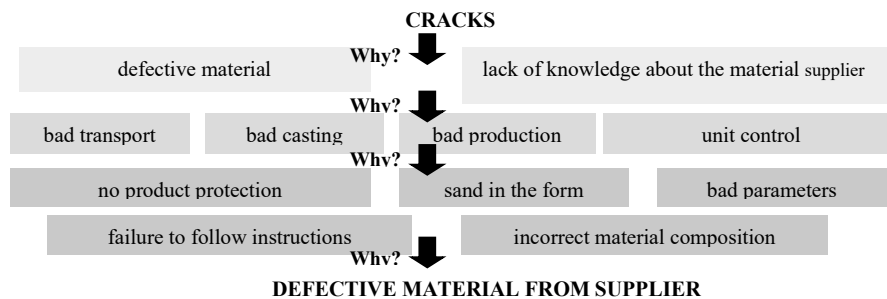 CRACKS
Why?
defective material
lack of knowledge about the material supplier
Why?
bad transport
bad casting
bad production
unit control
Why?
no product protection
sand in the form
bad parameters
failure to follow instructions
incorrect material composition
Why?
DEFECTIVE MATERIAL FROM SUPPLIER